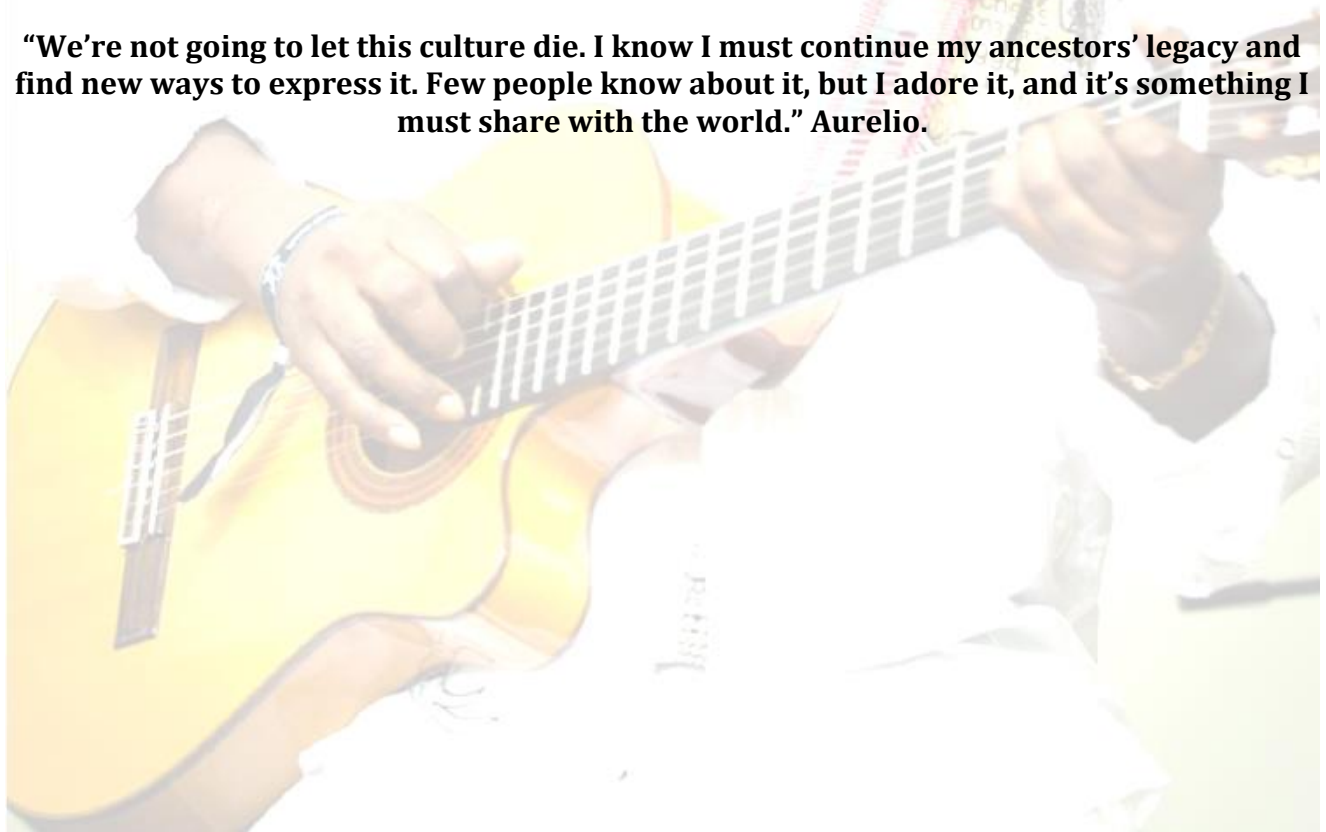 “We’re not going to let this culture die. I know I must continue my ancestors’ legacy and
find new ways to express it. Few people know about it, but I adore it, and it’s something I
must share with the world.” Aurelio.